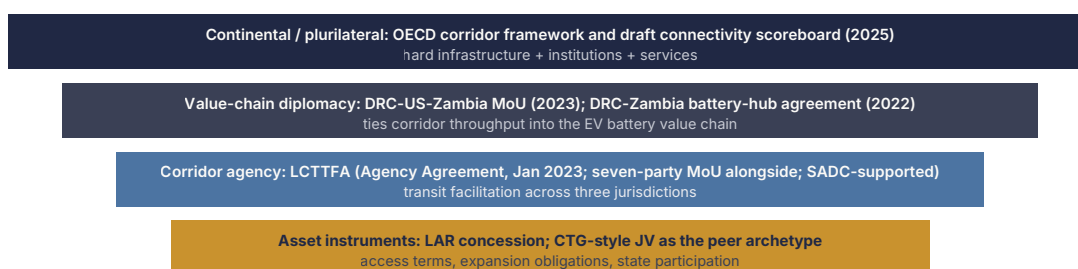 Continental / plurilateral: OECD corridor framework and draft connectivity scoreboard (2025)
hard infrastructure + institutions + services
Value-chain diplomacy: DRC-US-Zambia MoU (2023); DRC-Zambia battery-hub agreement (2022)
ties corridor throughput into the EV battery value chain
Corridor agency: LCTTFA (Agency Agreement, Jan 2023; seven-party MoU alongside; SADC-supported)
transit facilitation across three jurisdictions
Asset instruments: LAR concession; CTG-style JV as the peer archetype
access terms, expansion obligations, state participation